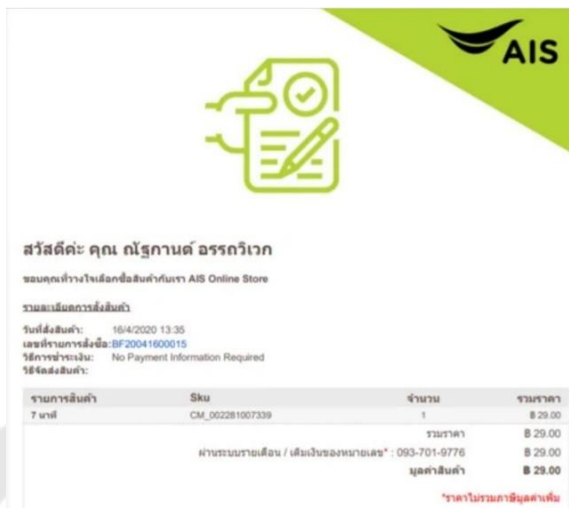 AIS
สวัสดีค่ะ คุณ ณัฐกานต์ อรรถวิเวก
ขอบคุณที่วางใจเลือกซื้อสินค้ากับเรา AIS Online Store
รายละเอียดการสั่งสินค้า
วันที่สั่งสินค้า: 16/4/2020 13:35
เลขที่รายการสั่งซื้อ: BF20041600015
วิธีการชำระเงิน: No Payment Information Required
วิธีจัดส่งสินค้า:
รายการสินค้า Sku จำนวน รวมราคา
7 นาที CM_002281007339 1 ฿ 29.00
รวมราคา ฿ 29.00
ผ่านระบบรายเดือน / เติมเงินของหมายเลข* : 093-701-9776 ฿ 29.00
มูลค่าสินค้า ฿ 29.00
*ราคาไม่รวมภาษีมูลค่าเพิ่ม